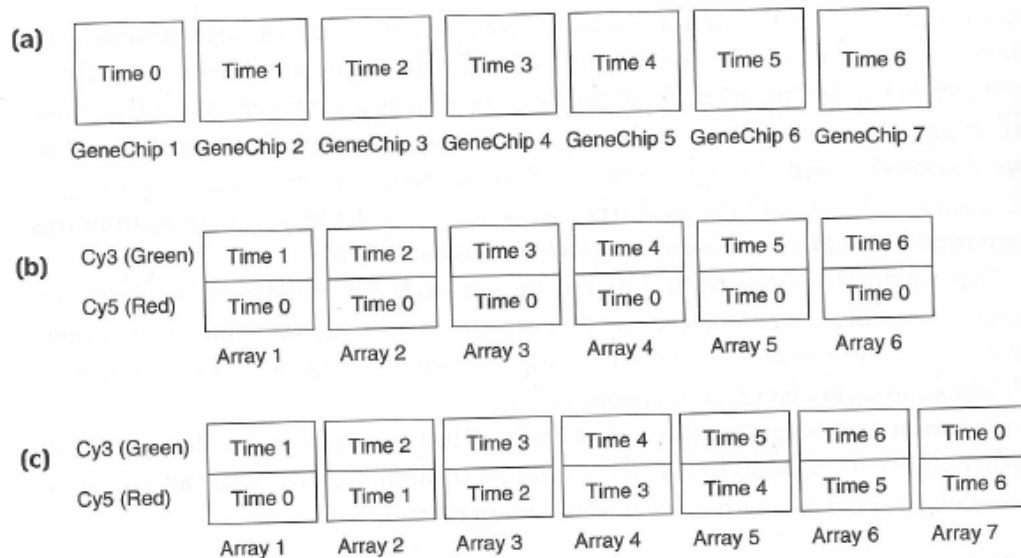 (a)
Time 0 Time 1 Time 2 Time 3 Time 4 Time 5 Time 6
GeneChip 1 GeneChip 2 GeneChip 3 GeneChip 4 GeneChip 5 GeneChip 6 GeneChip 7
(b)
Cy3 (Green) Time 1 Time 2 Time 3 Time 4 Time 5 Time 6
Cy5 (Red) Time 0 Time 0 Time 0 Time 0 Time 0 Time 0
Array 1 Array 2 Array 3 Array 4 Array 5 Array 6
(c)
Cy3 (Green) Time 1 Time 2 Time 3 Time 4 Time 5 Time 6 Time 0
Cy5 (Red) Time 0 Time 1 Time 2 Time 3 Time 4 Time 5 Time 6
Array 1 Array 2 Array 3 Array 4 Array 5 Array 6 Array 7